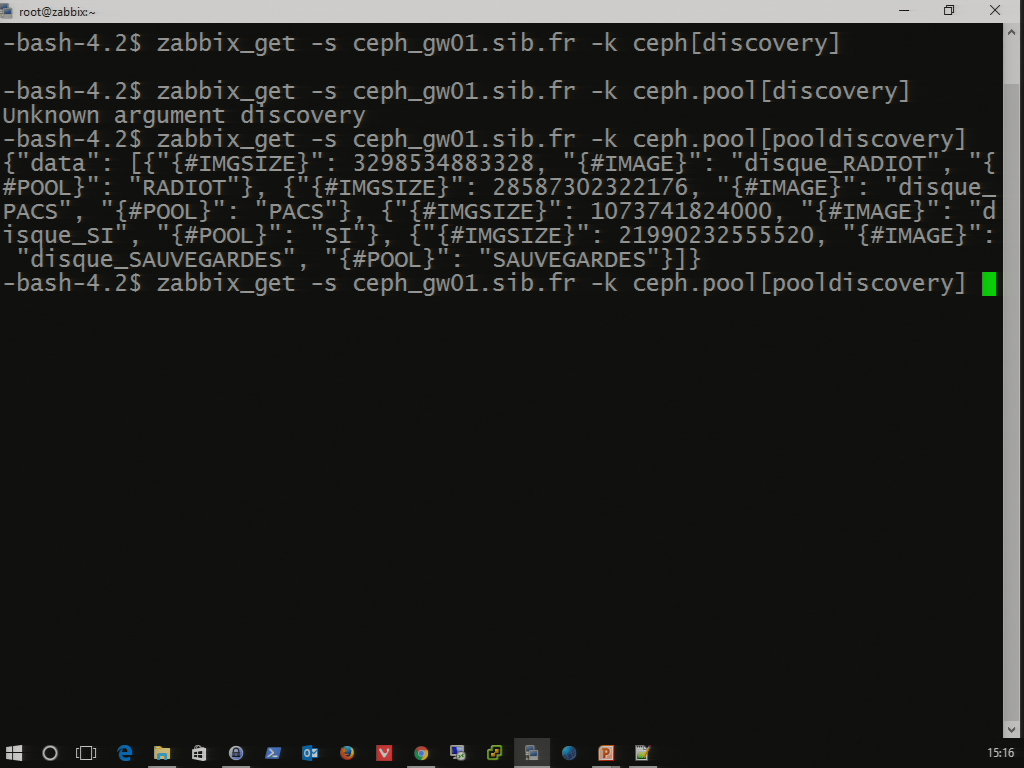 root@zabbix:~
-bash-4.2$ zabbix_get -s ceph_gw01.sib.fr -k ceph[discovery]
-bash-4.2$ zabbix_get -s ceph_gw01.sib.fr -k ceph.pool[discovery]
Unknown argument discovery
-bash-4.2$ zabbix_get -s ceph_gw01.sib.fr -k ceph.pool[pooldiscovery]
{"data": [{"{#IMGSIZE}": 3298534883328, "{#IMAGE}": "disque_RADIOT", "{
#POOL}": "RADIOT"}, {"{#IMGSIZE}": 28587302322176, "{#IMAGE}": "disque_
PACS", "{#POOL}": "PACS"}, {"{#IMGSIZE}": 1073741824000, "{#IMAGE}": "d
isque_SI", "{#POOL}": "SI"}, {"{#IMGSIZE}": 21990232555520, "{#IMAGE}":
 "disque_SAUVEGARDES", "{#POOL}": "SAUVEGARDES"}]}
-bash-4.2$ zabbix_get -s ceph_gw01.sib.fr -k ceph.pool[pooldiscovery]
15:16